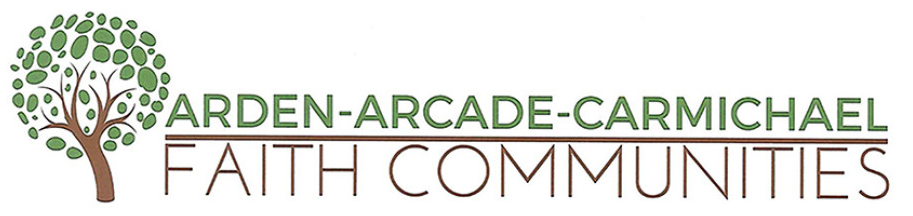 ARDEN-ARCADE-CARMICHAEL
FAITH COMMUNITIES